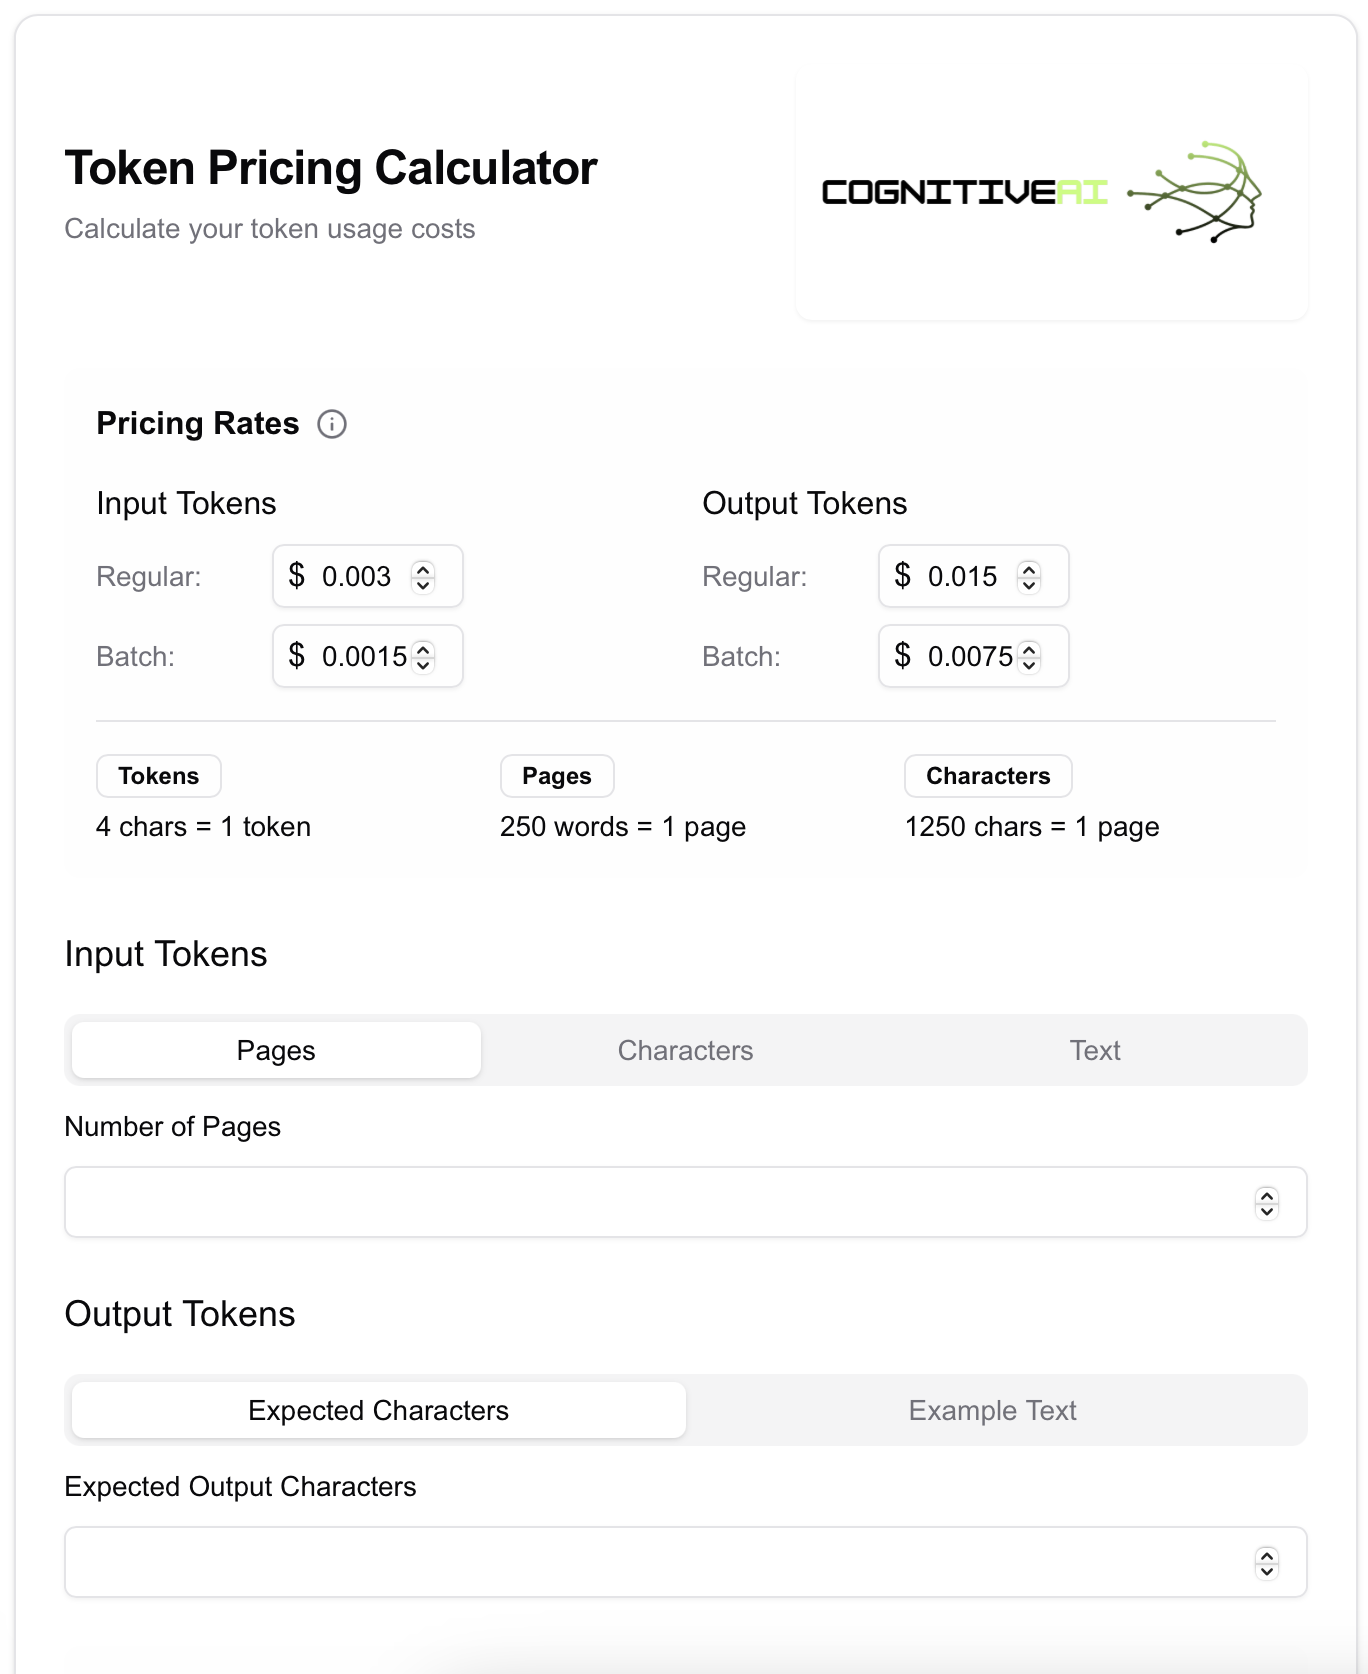 Token Pricing Calculator
Calculate your token usage costs
COGNITIVEAI
Pricing Rates
Input Tokens
Regular: $ 0.003
Batch: $ 0.0015
Output Tokens
Regular: $ 0.015
Batch: $ 0.0075
Tokens
4 chars = 1 token
Pages
250 words = 1 page
Characters
1250 chars = 1 page
Input Tokens
Pages Characters Text
Number of Pages
Output Tokens
Expected Characters Example Text
Expected Output Characters